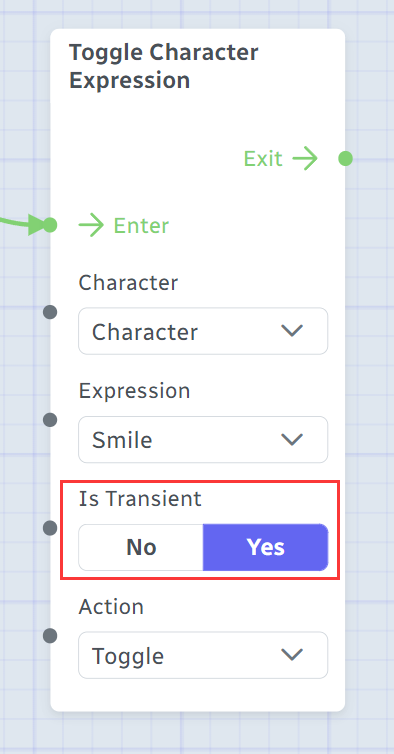 Toggle Character
Expression
Exit
Enter
Character
Character
Expression
Smile
Is Transient
No Yes
Action
Toggle